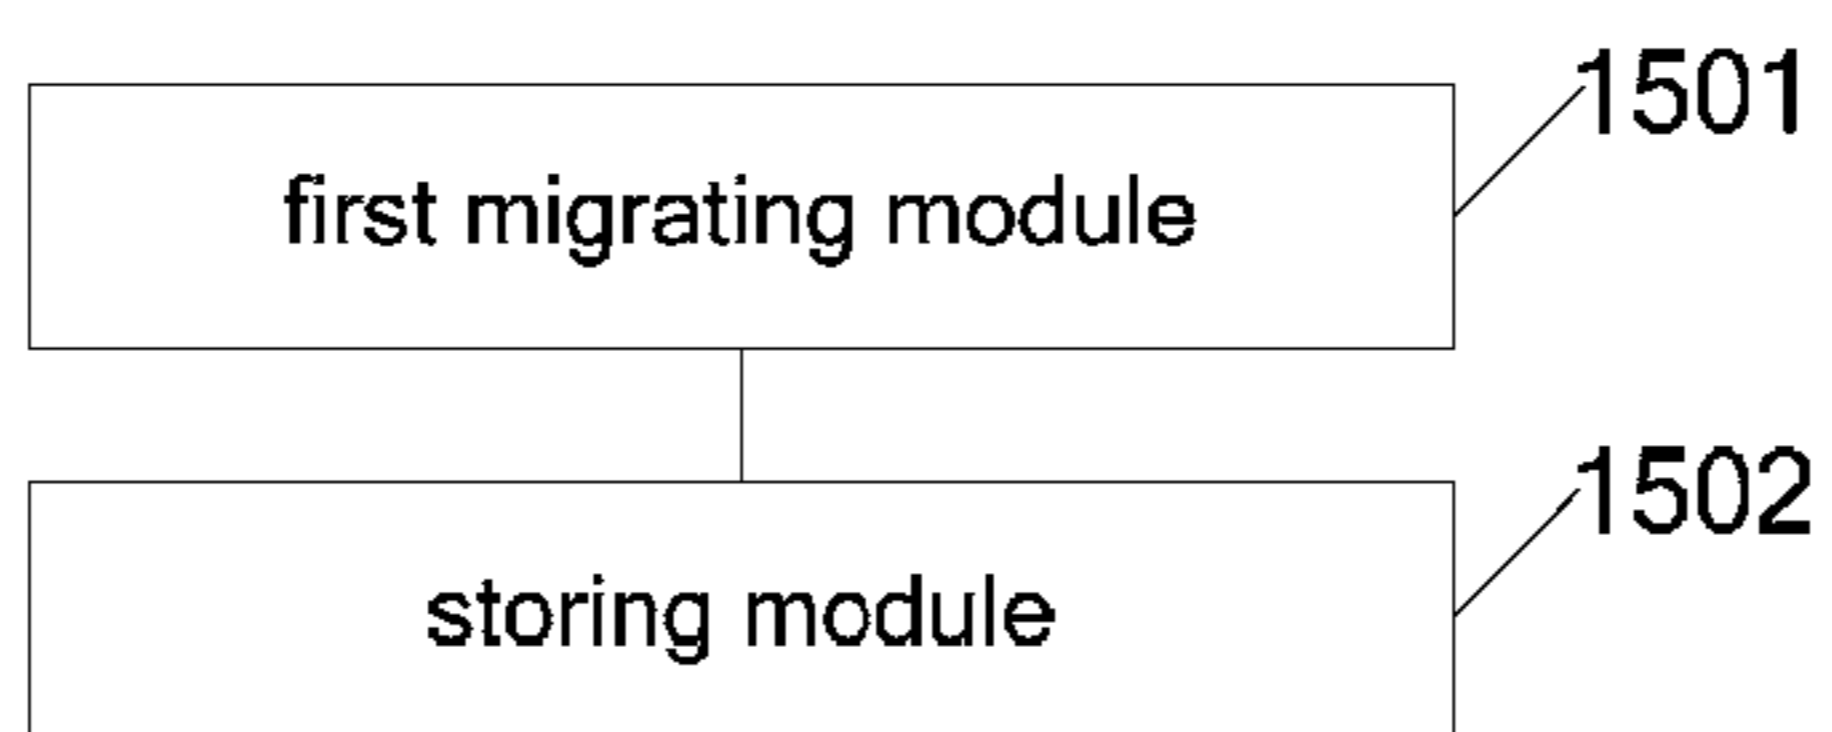 1501
first migrating module
1502
storing module